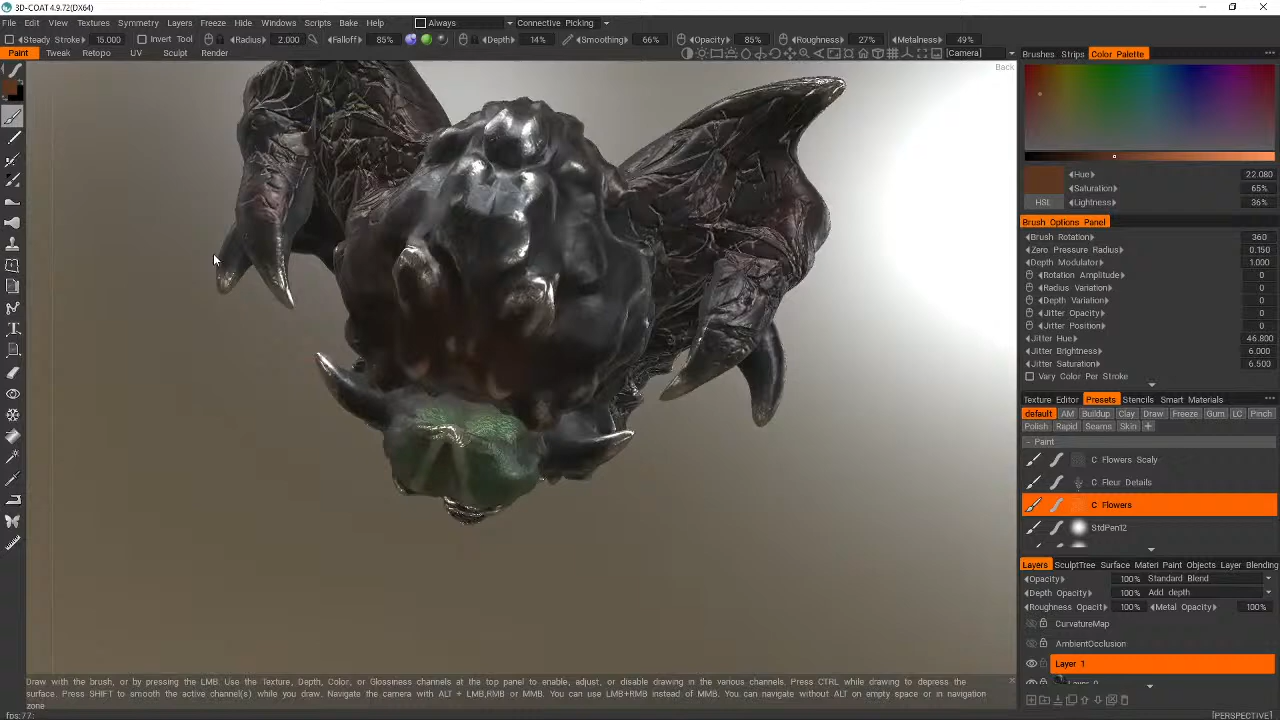 3D-COAT 4.9.72(DX64)
File Edit View Textures Symmetry Layers Freeze Hide Windows Scripts Bake Help Always Connective Picking
Steady Stroke 15.000 Invert Tool Radius 2.000 Falloff 85% Depth 14% Smoothing 66% Opacity 85% Roughness 27% Metalness 49%
Paint Tweak Retopo UV Sculpt Render [Camera] Brushes Strips Color Palette
Back
Hue 22.080
Saturation 65%
HSL Lightness 36%
Brush Options Panel
Brush Rotation 360
Zero Pressure Radius 0.150
Depth Modulator 1.000
Rotation Amplitude 0
Radius Variation 0
Depth Variation 0
Jitter Opacity 0
Jitter Position 0
Jitter Hue 46.800
Jitter Brightness 6.000
Jitter Saturation 6.500
Vary Color Per Stroke
Texture Editor Presets Stencils Smart Materials
default AM Buildup Clay Draw Freeze Gum LC Pinch
Polish Rapid Seams Skin +
- Paint
C Flowers Scaly
C Fleur Details
C Flowers
StdPen12
Layers SculptTree Surface Materi Paint Objects Layer Blending
Opacity 100% Standard Blend
Depth Opacity 100% Add depth
Roughness Opacit 100% Metal Opacity 100%
CurvatureMap
AmbientOcclusion
Layer 1
Layer 0
Draw with the brush, or by pressing the LMB. Use the Texture, Depth, Color, or Glossiness channels at the top panel to enable, adjust, or disable drawing in the various channels. Press CTRL while drawing to depress the
surface. Press SHIFT to smooth the active channel(s) while you draw. Navigate the camera with ALT + LMB,RMB or MMB. You can use LMB+RMB instead of MMB. You can navigate without ALT on empty space or in navigation
zone
fps:77; [PERSPECTIVE]